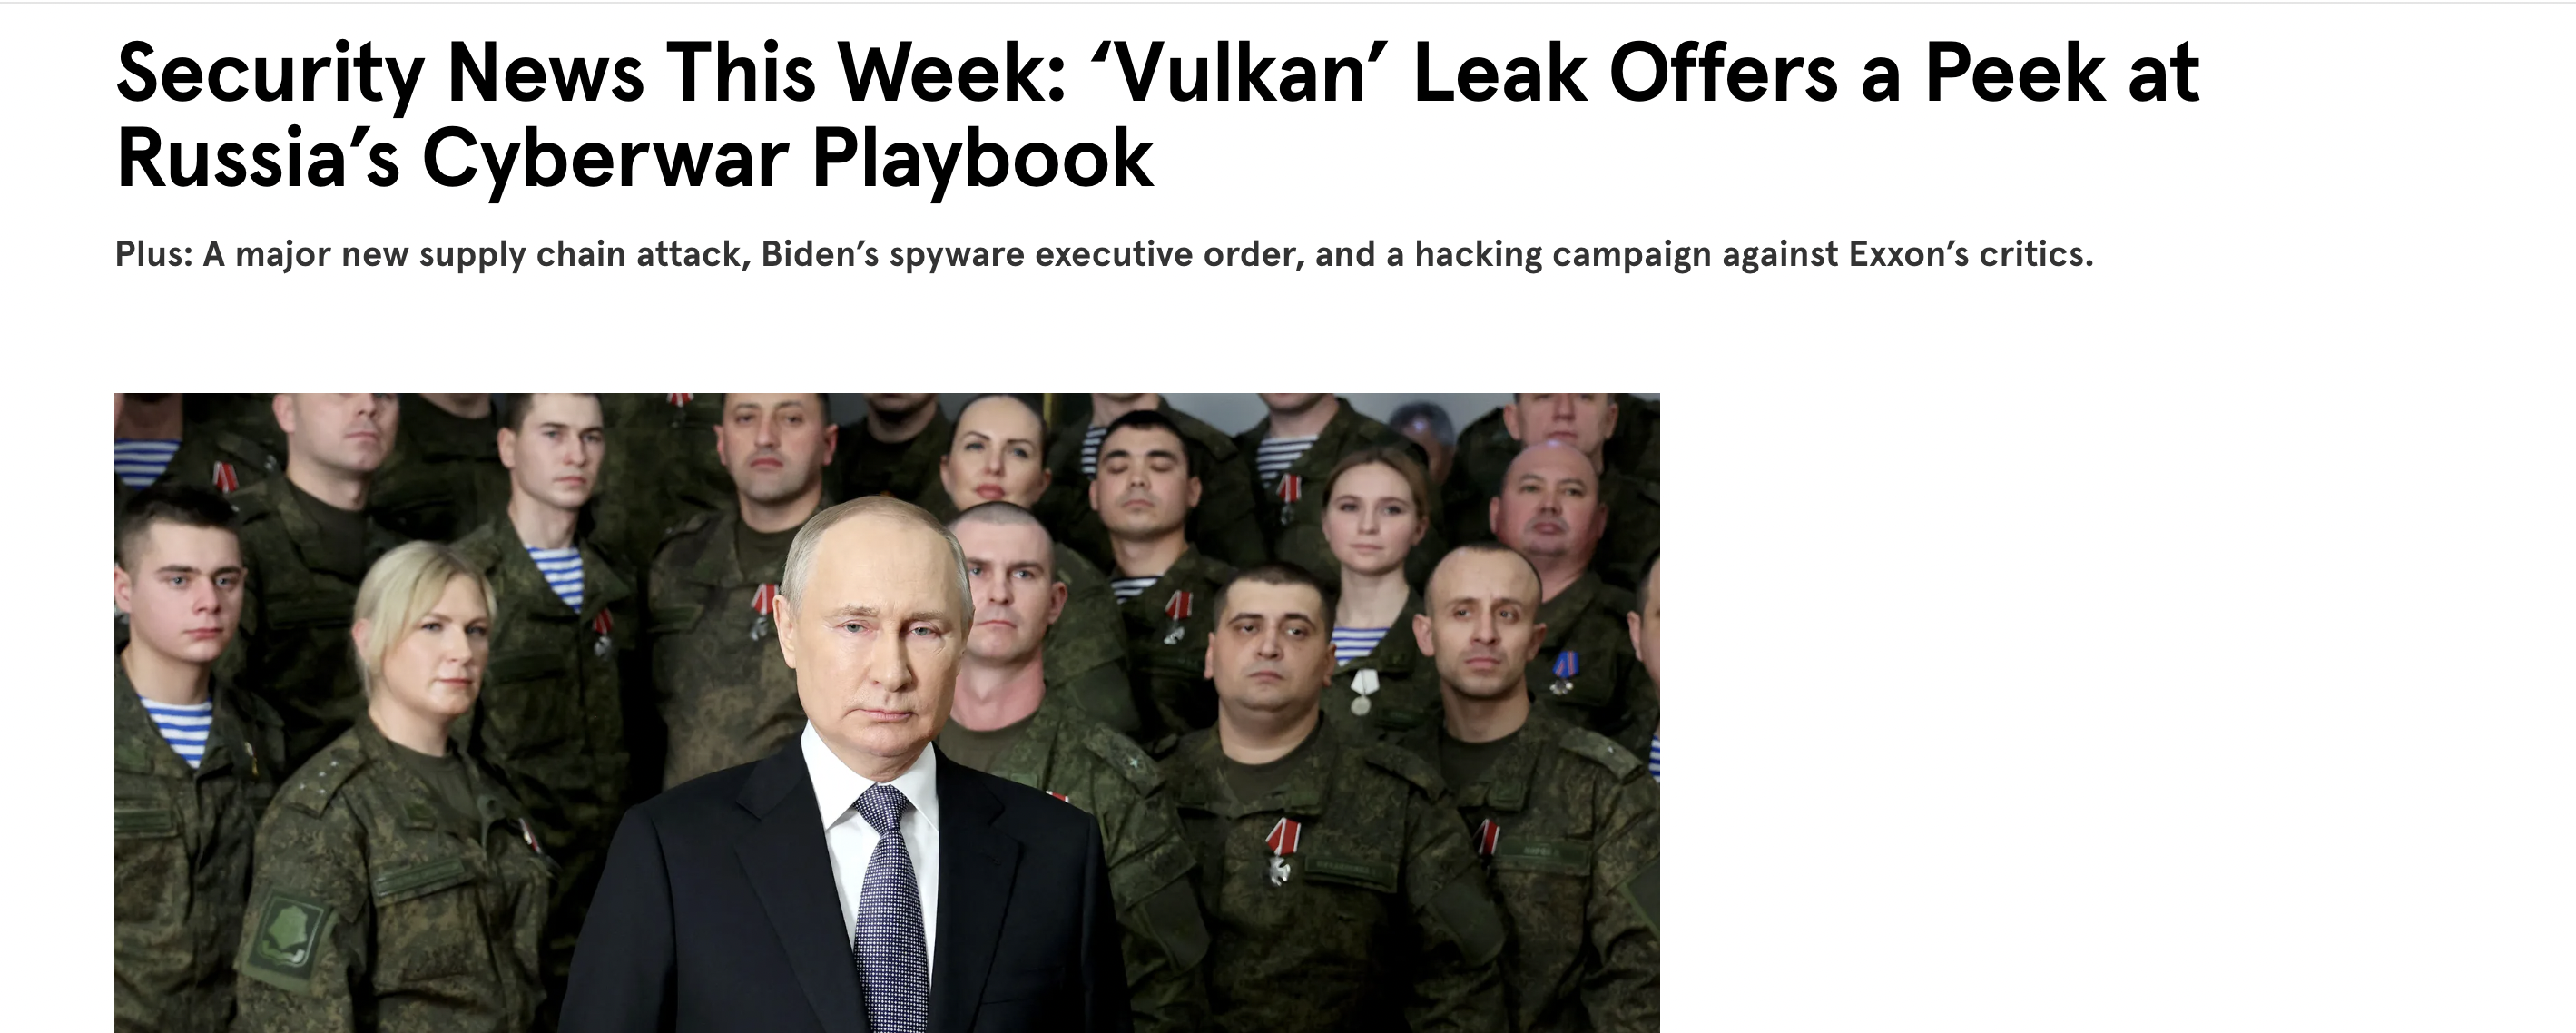 Security News This Week: ‘Vulkan’ Leak Offers a Peek at
Russia’s Cyberwar Playbook
Plus: A major new supply chain attack, Biden’s spyware executive order, and a hacking campaign against Exxon’s critics.